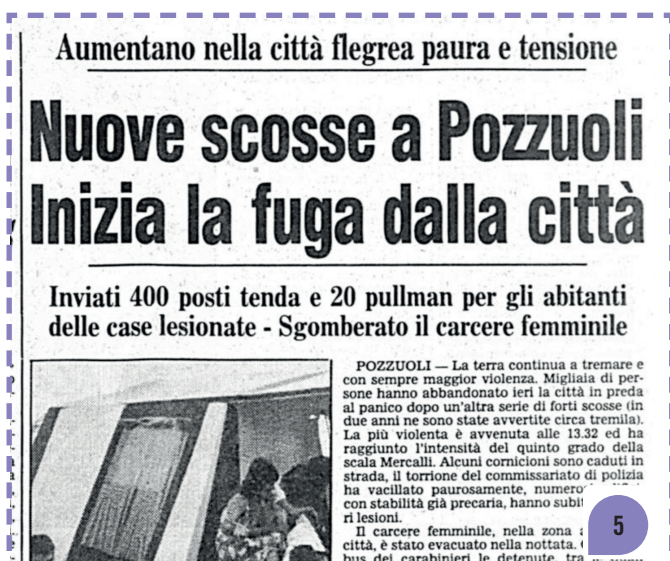 Aumentano nella città flegrea paura e tensione
Nuove scosse a Pozzuoli
Inizia la fuga dalla città
Inviati 400 posti tenda e 20 pullman per gli abitanti
delle case lesionate - Sgomberato il carcere femminile
POZZUOLI — La terra continua a tremare e
con sempre maggior violenza. Migliaia di per-
sone hanno abbandonato ieri la città in preda
al panico dopo un'altra serie di forti scosse (in
due anni ne sono state avvertite circa tremila).
La più violenta è avvenuta alle 13.32 ed ha
raggiunto l'intensità del quinto grado della
scala Mercalli. Alcuni cornicioni sono caduti in
strada, il torrione del commissariato di polizia
ha vacillato paurosamente,
con stabilità già precaria, hanno
ri lesioni.
Il carcere femminile, nella zona
città, è stato evacuato nella nottata.
bus dei carabinieri le detenute, tra
5